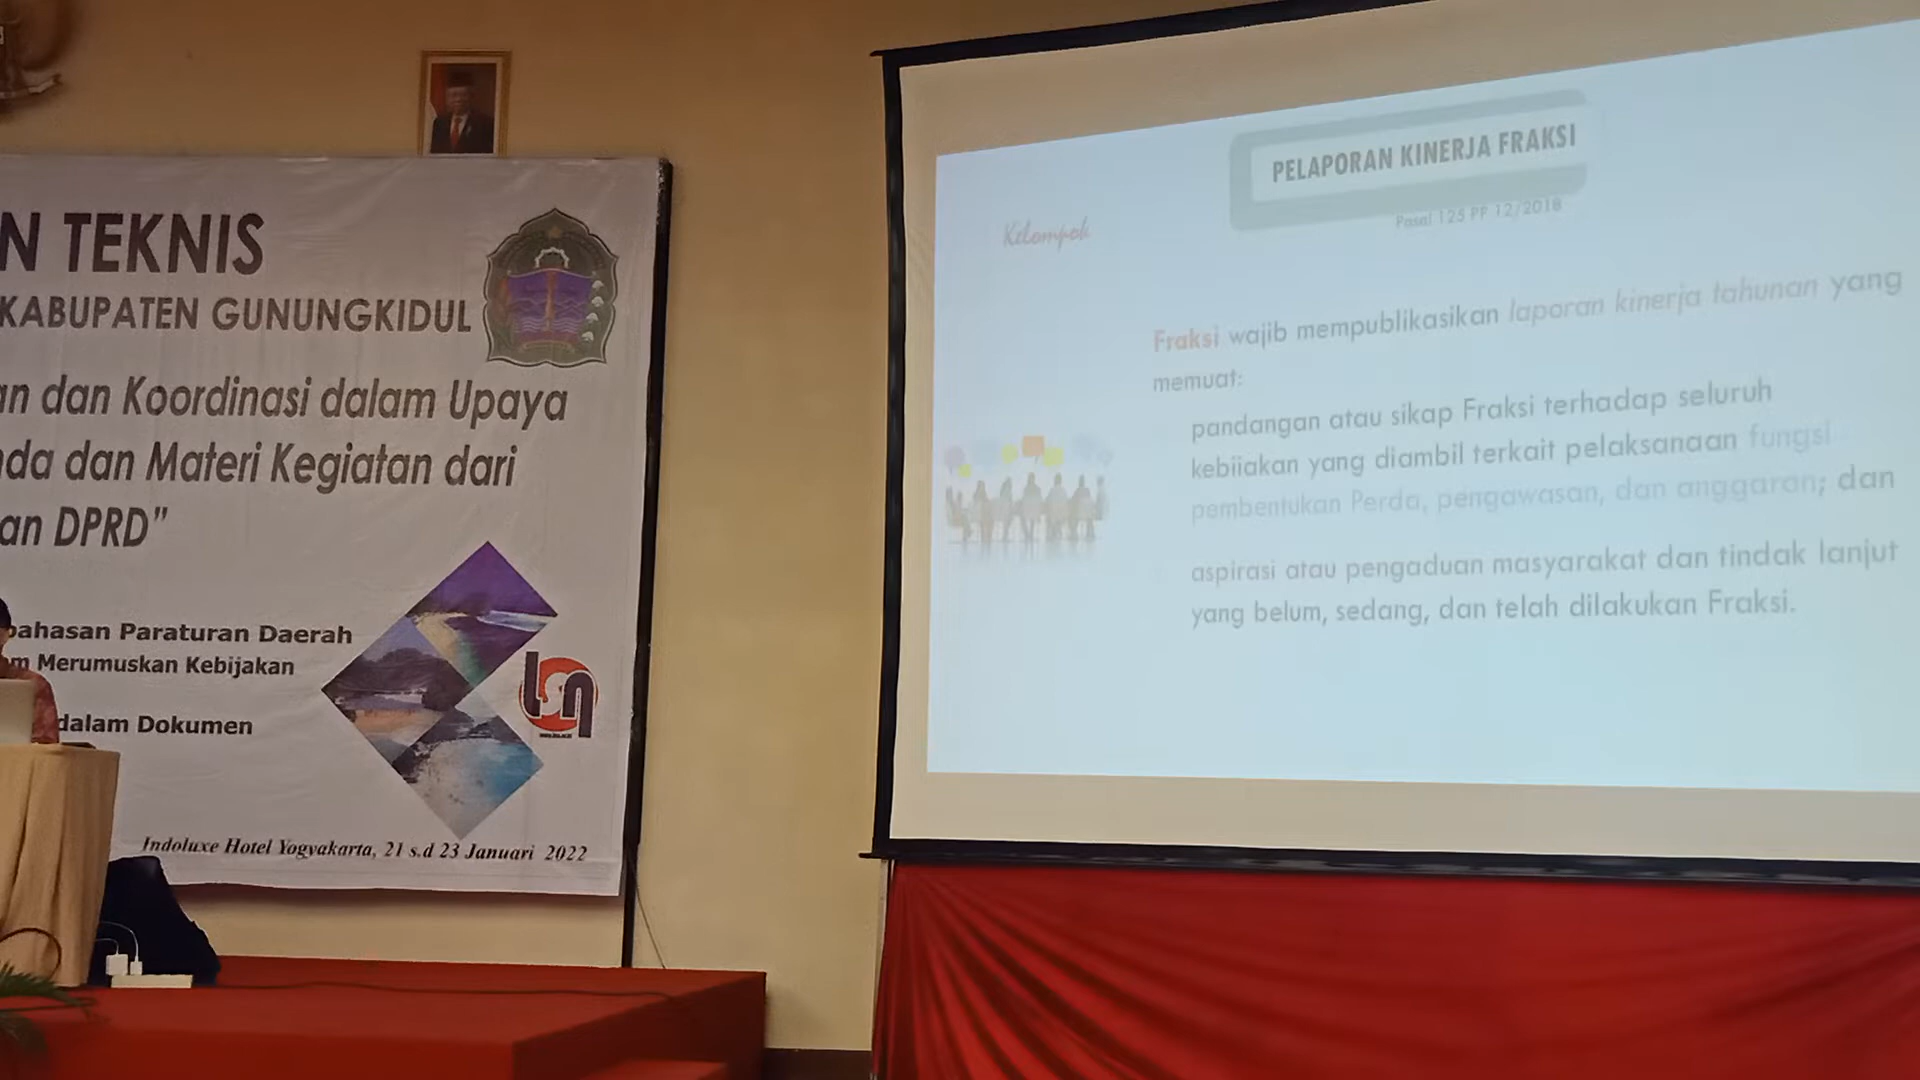 N TEKNIS
KABUPATEN GUNUNGKIDUL
an dan Koordinasi dalam Upaya
da dan Materi Kegiatan dari
an DPRD"
bahasan Paraturan Daerah
m Merumuskan Kebijakan
dalam Dokumen
lsn
Indoluxe Hotel Yogyakarta, 21 s.d 23 Januari 2022
PELAPORAN KINERJA FRAKSI
Pasal 125 PP 12/2018
Kelompok
Fraksi wajib mempublikasikan laporan kinerja tahunan yang
memuat:
pandangan atau sikap Fraksi terhadap seluruh
kebijakan yang diambil terkait pelaksanaan fungsi
pembentukan Perda, pengawasan, dan anggaran; dan
aspirasi atau pengaduan masyarakat dan tindak lanjut
yang belum, sedang, dan telah dilakukan Fraksi.